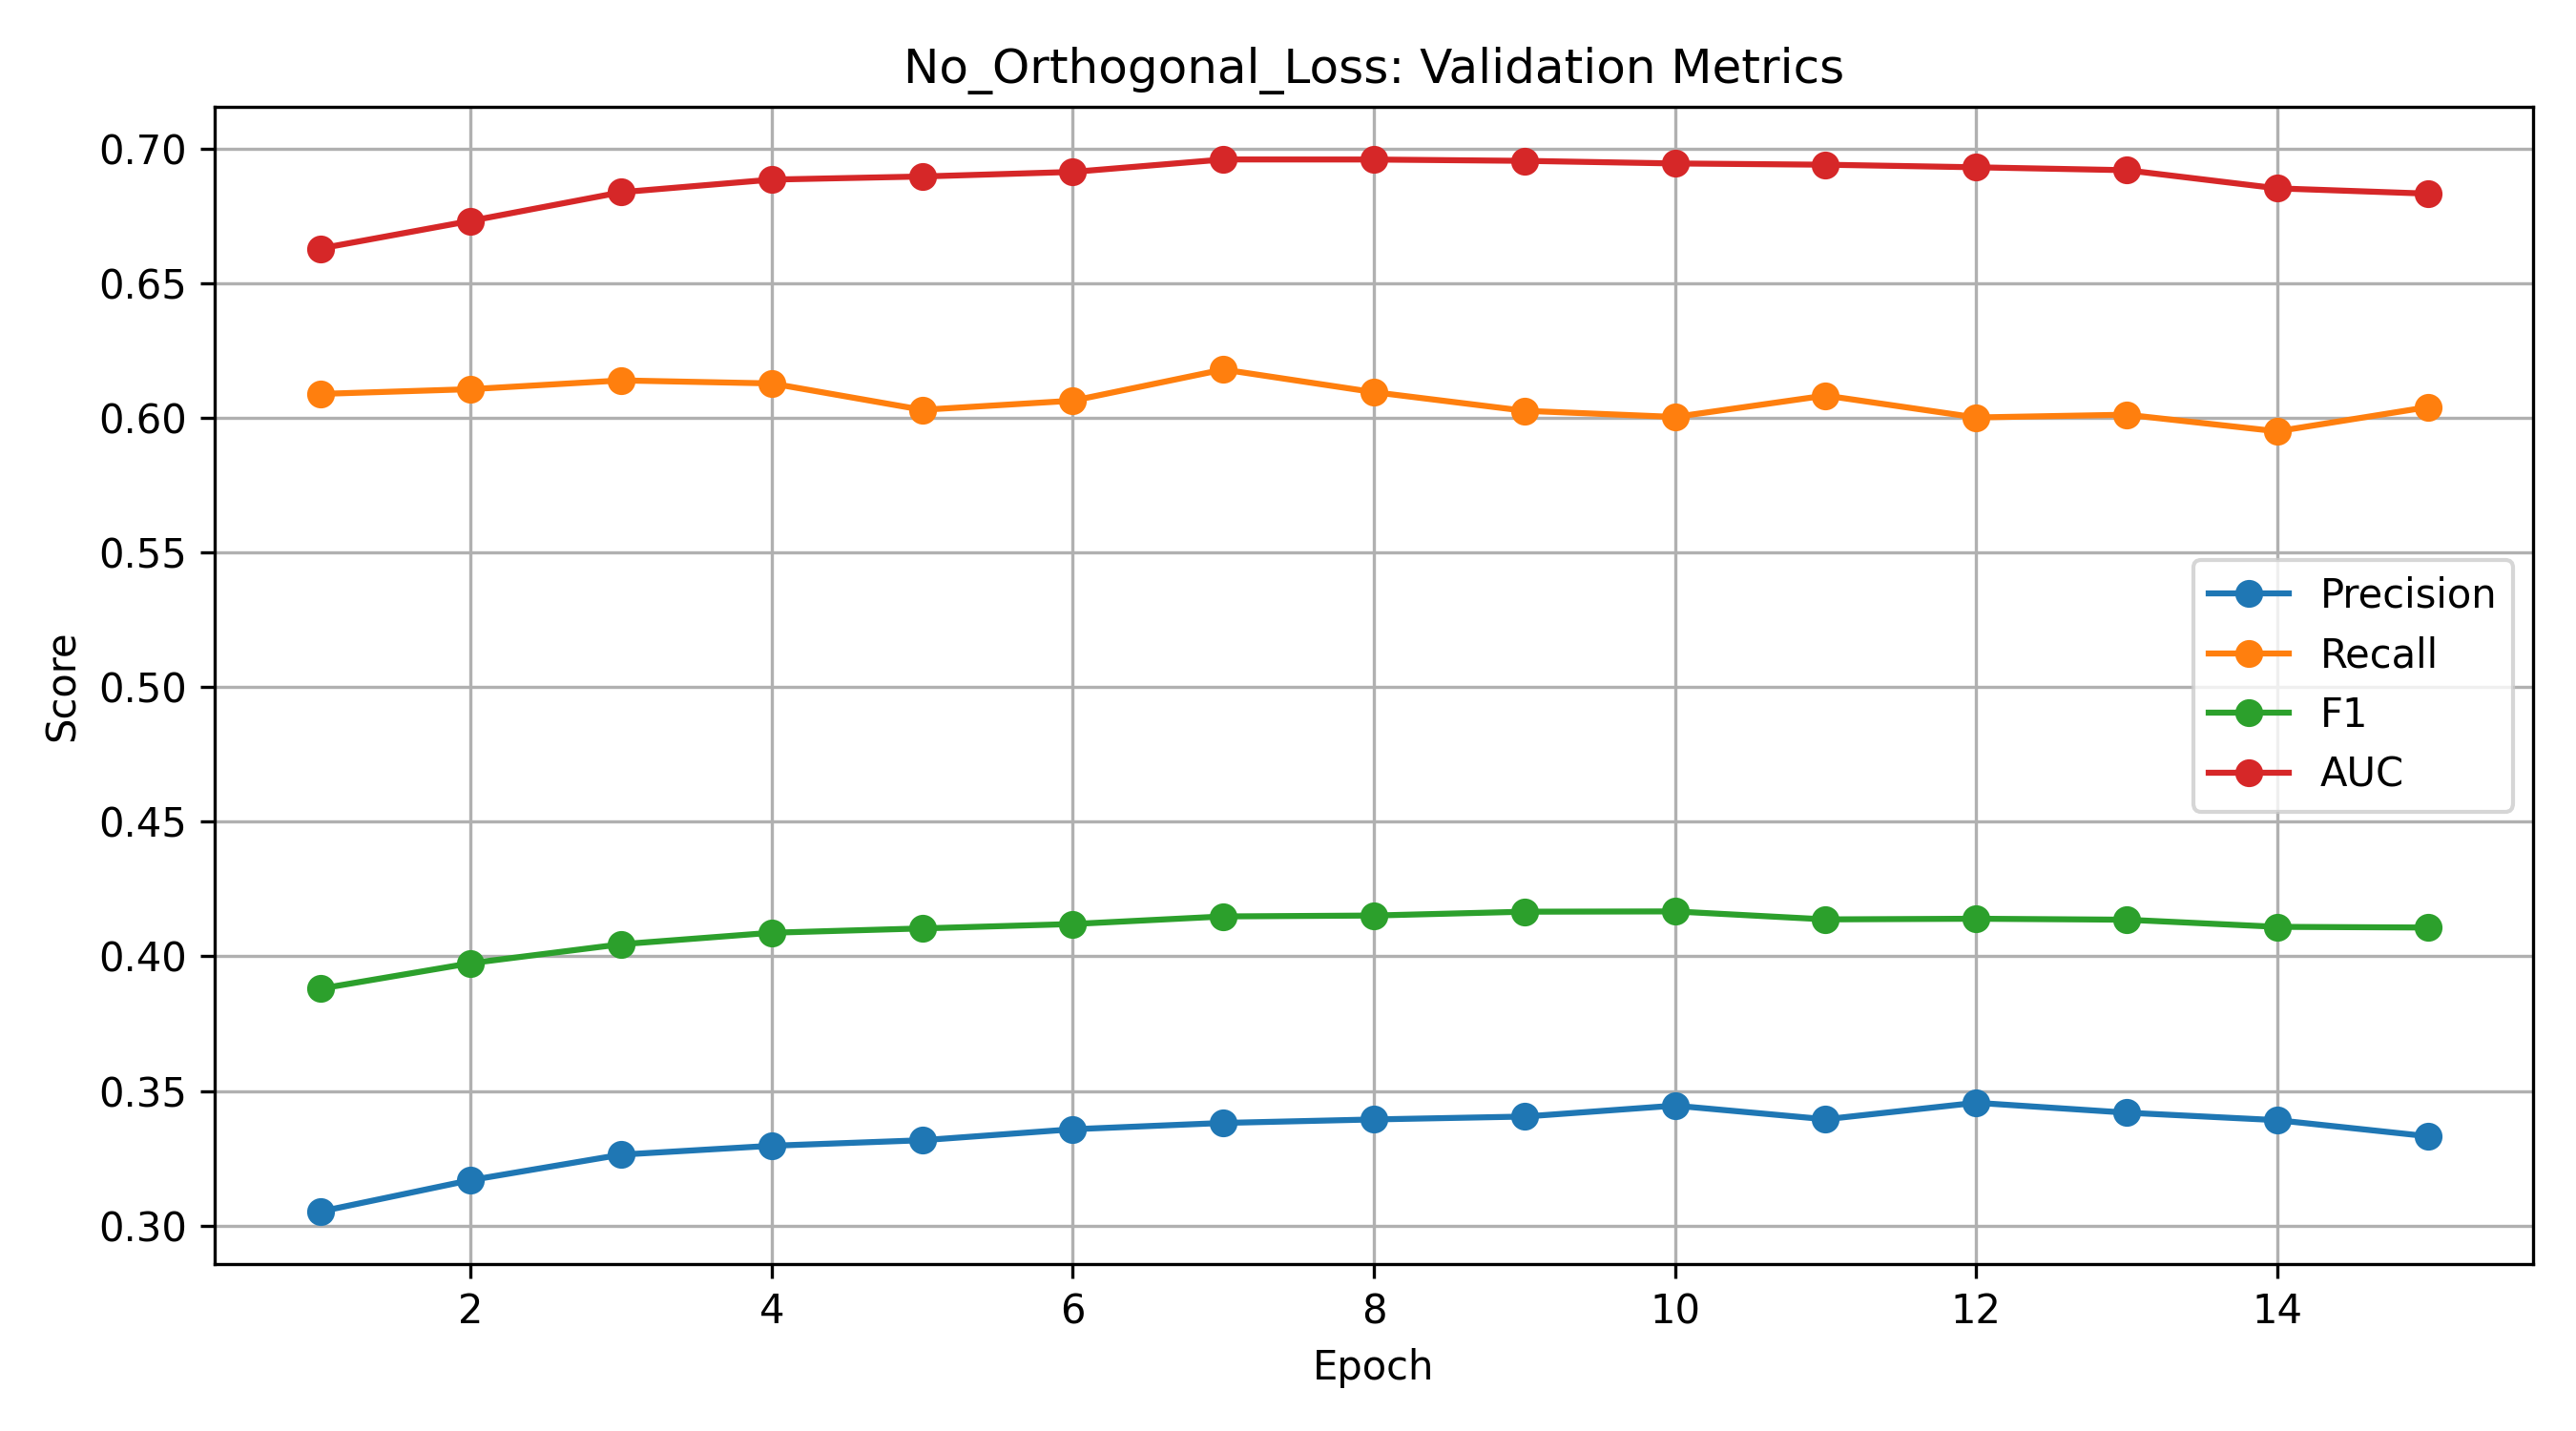 No_Orthogonal_Loss: Validation Metrics
0.70
0.65
0.60
0.55
0.50
0.45
0.40
0.35
0.30
Score
Precision
Recall
F1
AUC
2 4 6 8 10 12 14
Epoch